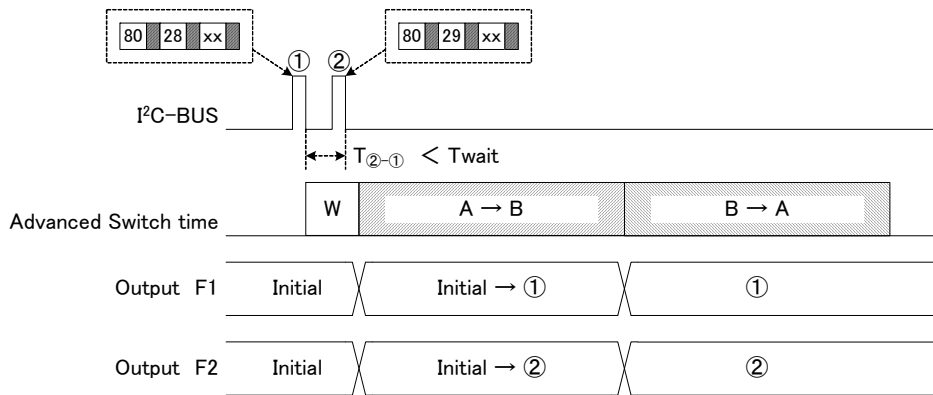 80 28 xx 80 29 xx
① ②
I²C-BUS
T②-① < Twait
W A → B B → A
Advanced Switch time
Output F1 Initial Initial → ① ①
Output F2 Initial Initial → ② ②